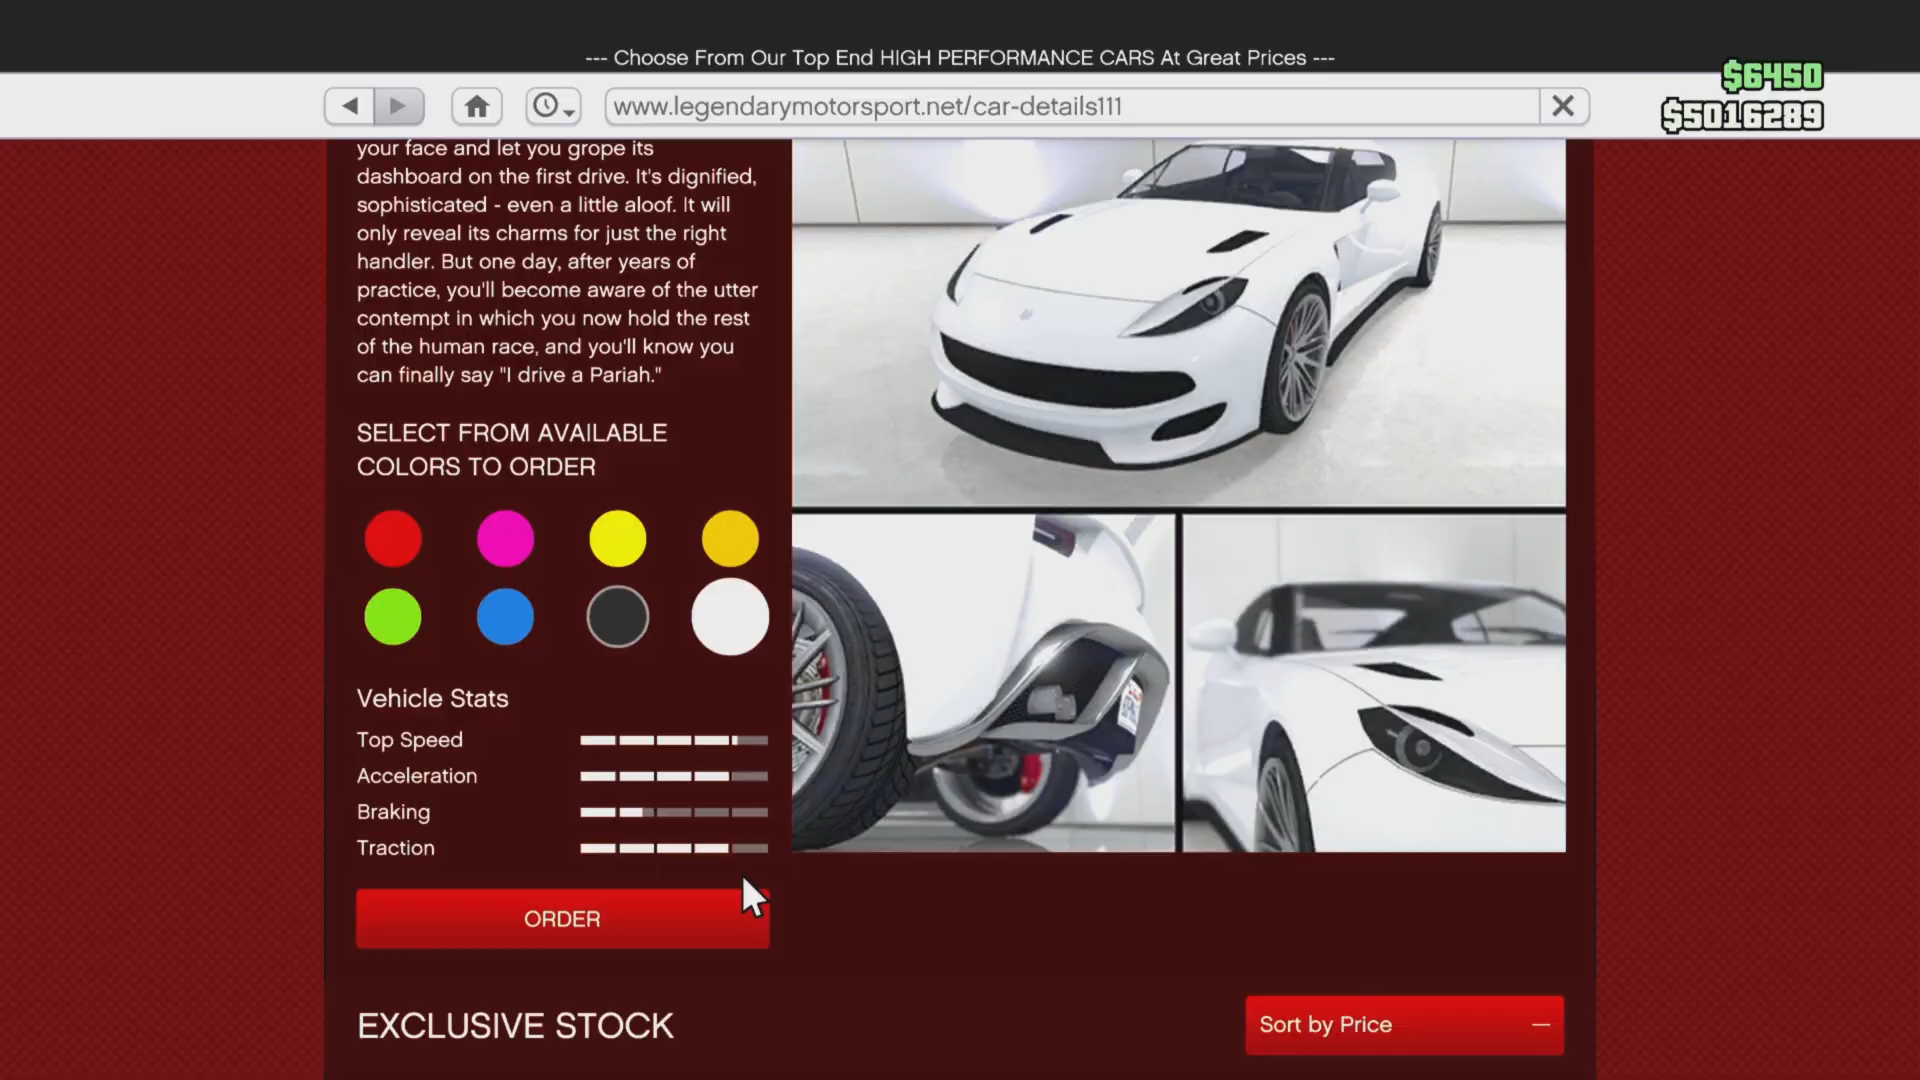 --- Choose From Our Top End HIGH PERFORMANCE CARS At Great Prices ---
$6450
www.legendarymotorsport.net/car-details111
$5016289
your face and let you grope its
dashboard on the first drive. It's dignified,
sophisticated - even a little aloof. It will
only reveal its charms for just the right
handler. But one day, after years of
practice, you'll become aware of the utter
contempt in which you now hold the rest
of the human race, and you'll know you
can finally say "I drive a Pariah."
SELECT FROM AVAILABLE
COLORS TO ORDER
Vehicle Stats
Top Speed
Acceleration
Braking
Traction
ORDER
EXCLUSIVE STOCK
Sort by Price